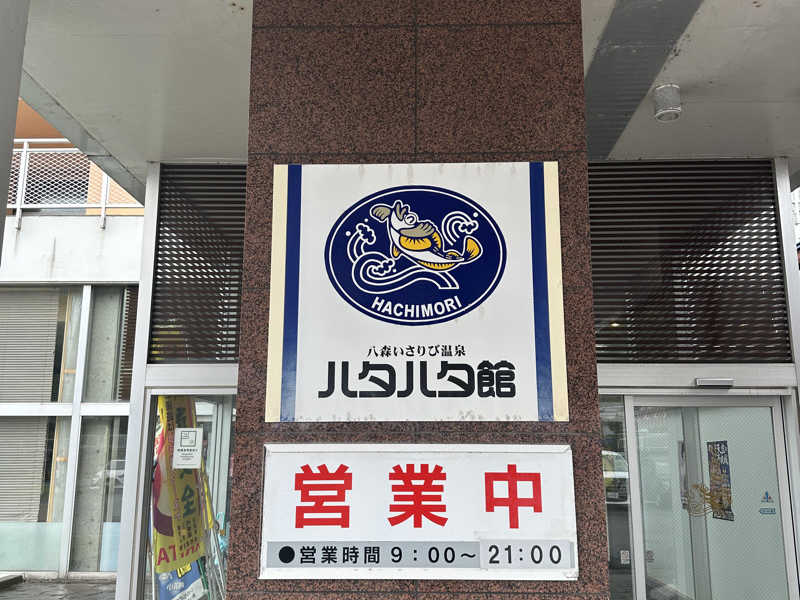 HACHIMORI
八森いさりび温泉
ハタハタ館
営業中
●営業時間 9:00〜21:00